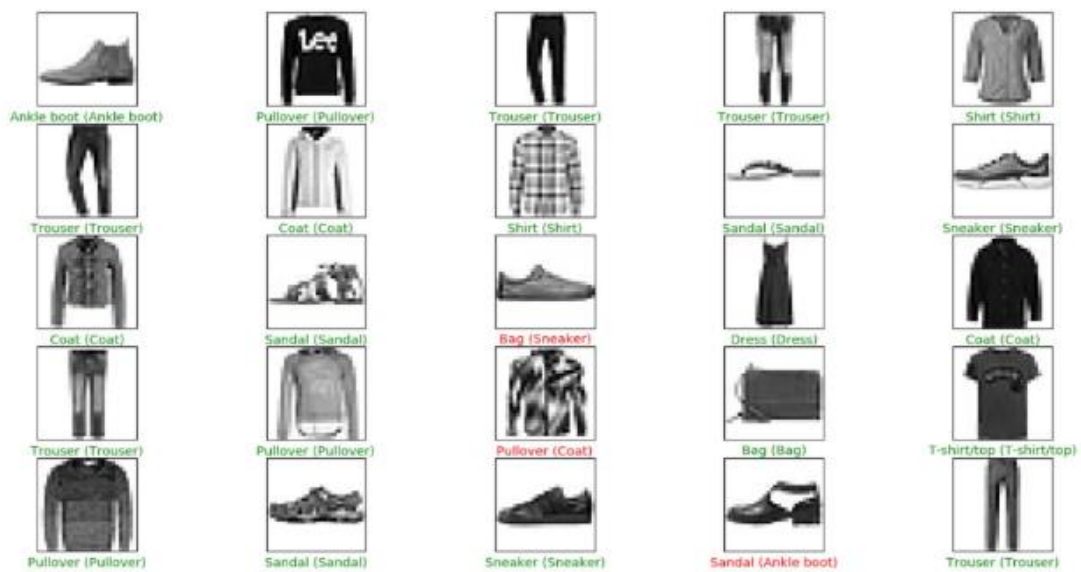 Lee
Ankle boot (Ankle boot) Pullover (Pullover) Trouser (Trouser) Trouser (Trouser) Shirt (Shirt)
Trouser (Trouser) Coat (Coat) Shirt (Shirt) Sandal (Sandal) Sneaker (Sneaker)
Coat (Coat) Sandal (Sandal) Bag (Sneaker) Dress (Dress) Coat (Coat)
Trouser (Trouser) Pullover (Pullover) Pullover (Coat) Bag (Bag) T-shirt/top (T-shirt/top)
Pullover (Pullover) Sandal (Sandal) Sneaker (Sneaker) Sandal (Ankle boot) Trouser (Trouser)